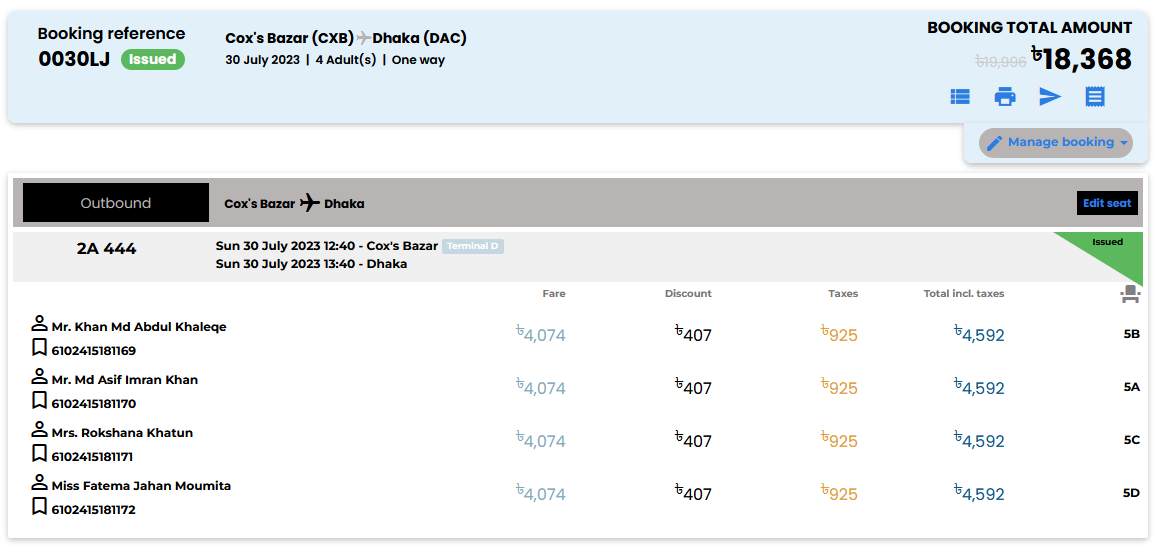 Booking reference
0030LJ Issued
Cox's Bazar (CXB) Dhaka (DAC)
30 July 2023 | 4 Adult(s) | One way
BOOKING TOTAL AMOUNT
৳19,996 ৳18,368
Manage booking
Outbound
Cox's Bazar Dhaka
Edit seat
2A 444
Sun 30 July 2023 12:40 - Cox's Bazar Terminal D
Sun 30 July 2023 13:40 - Dhaka
Issued
Fare Discount Taxes Total incl. taxes
Mr. Khan Md Abdul Khaleqe
6102415181169
৳4,074 ৳407 ৳925 ৳4,592 5B
Mr. Md Asif Imran Khan
6102415181170
৳4,074 ৳407 ৳925 ৳4,592 5A
Mrs. Rokshana Khatun
6102415181171
৳4,074 ৳407 ৳925 ৳4,592 5C
Miss Fatema Jahan Moumita
6102415181172
৳4,074 ৳407 ৳925 ৳4,592 5D